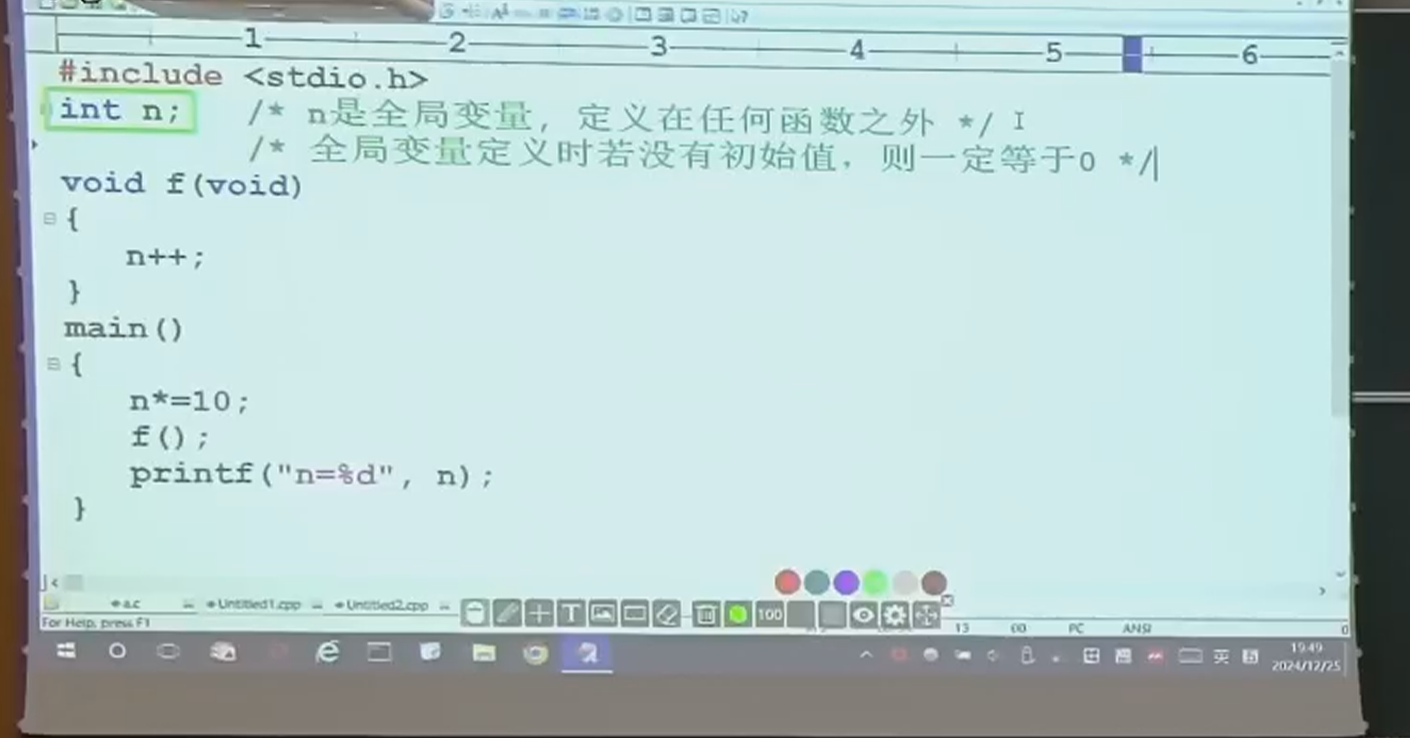 1 2 3 4 5 6
#include <stdio.h>
int n; /* n是全局变量, 定义在任何函数之外 */
/* 全局变量定义时若没有初始值, 则一定等于0 */
void f(void)
{
n++;
}
main()
{
n*=10;
f();
printf("n=%d", n);
}
a.c Untitled1.cpp Untitled2.cpp
T 100
For Help, press F1
13 00 PC ANSI
英
19:49
2024/12/25